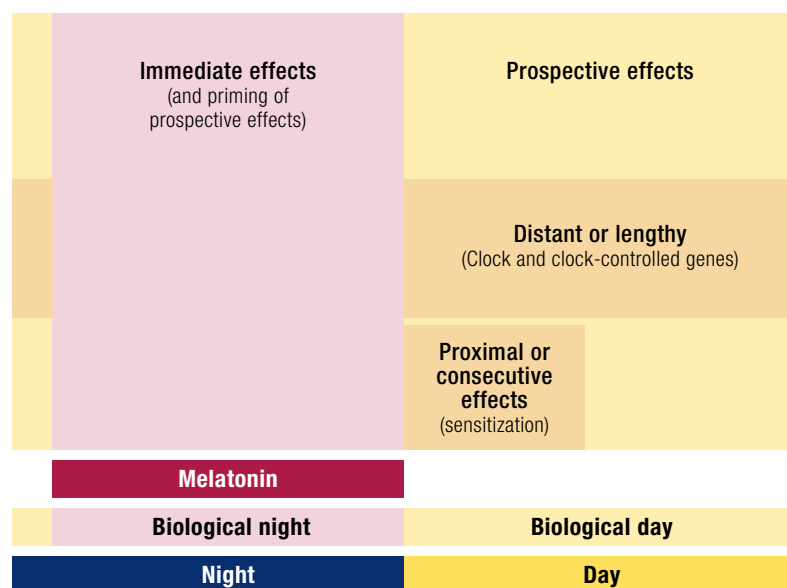 Immediate effects
(and priming of
prospective effects)
Prospective effects
Distant or lengthy
(Clock and clock-controlled genes)
Proximal or
consecutive
effects
(sensitization)
Melatonin
Biological night
Biological day
Night
Day